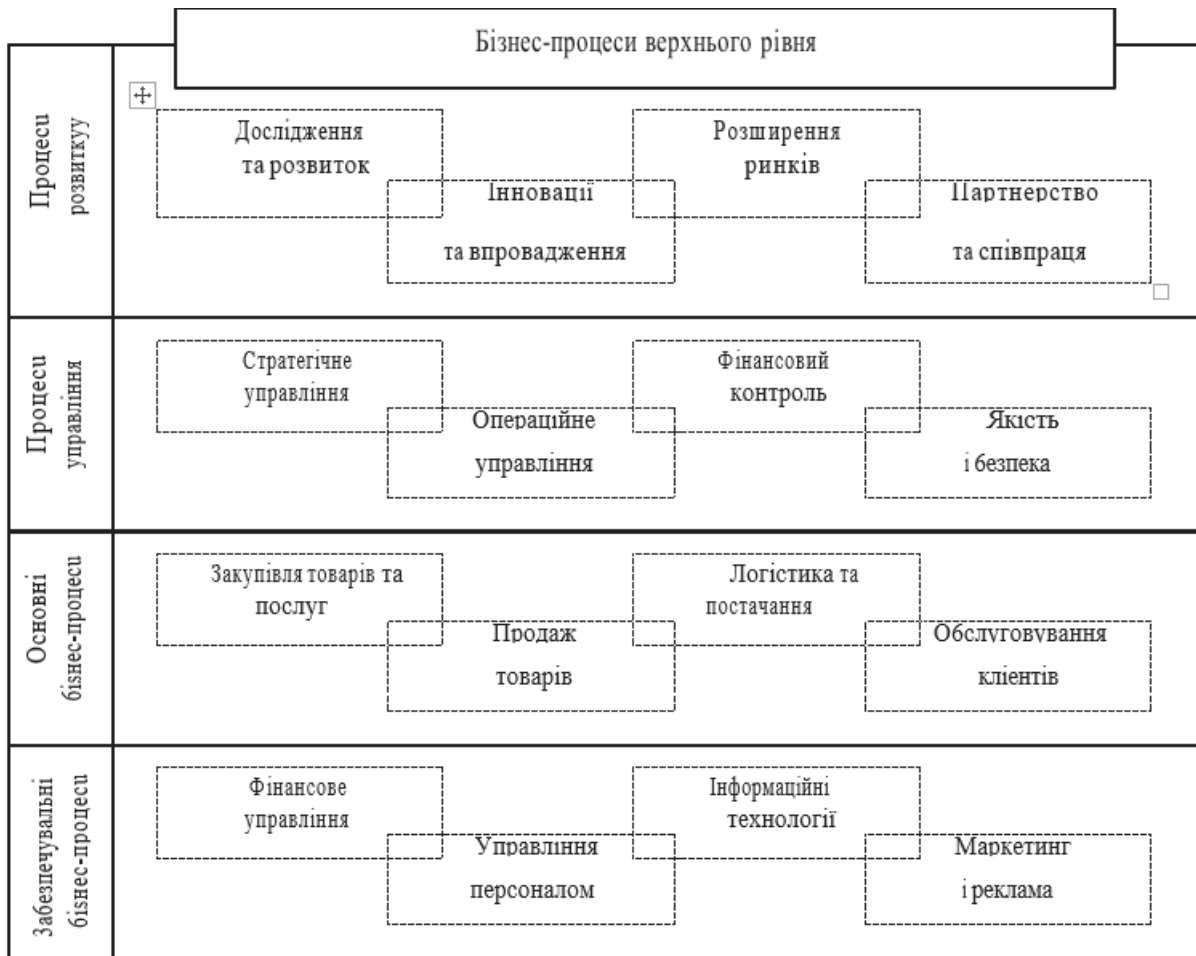 Бізнес-процеси верхнього рівня
Процеси
розвиткуу
Дослідження
та розвиток
Інновації
та впровадження
Розширення
ринків
Партнерство
та співпраця
Процеси
управління
Стратегічне
управління
Операційне
управління
Фінансовий
контроль
Якість
і безпека
Основні
бізнес-процеси
Закупівля товарів та
послуг
Продаж
товарів
Логістика та
постачання
Обслуговування
клієнтів
Забезпечувальні
бізнес-процеси
Фінансове
управління
Управління
персоналом
Інформаційні
технології
Маркетинг
і реклама